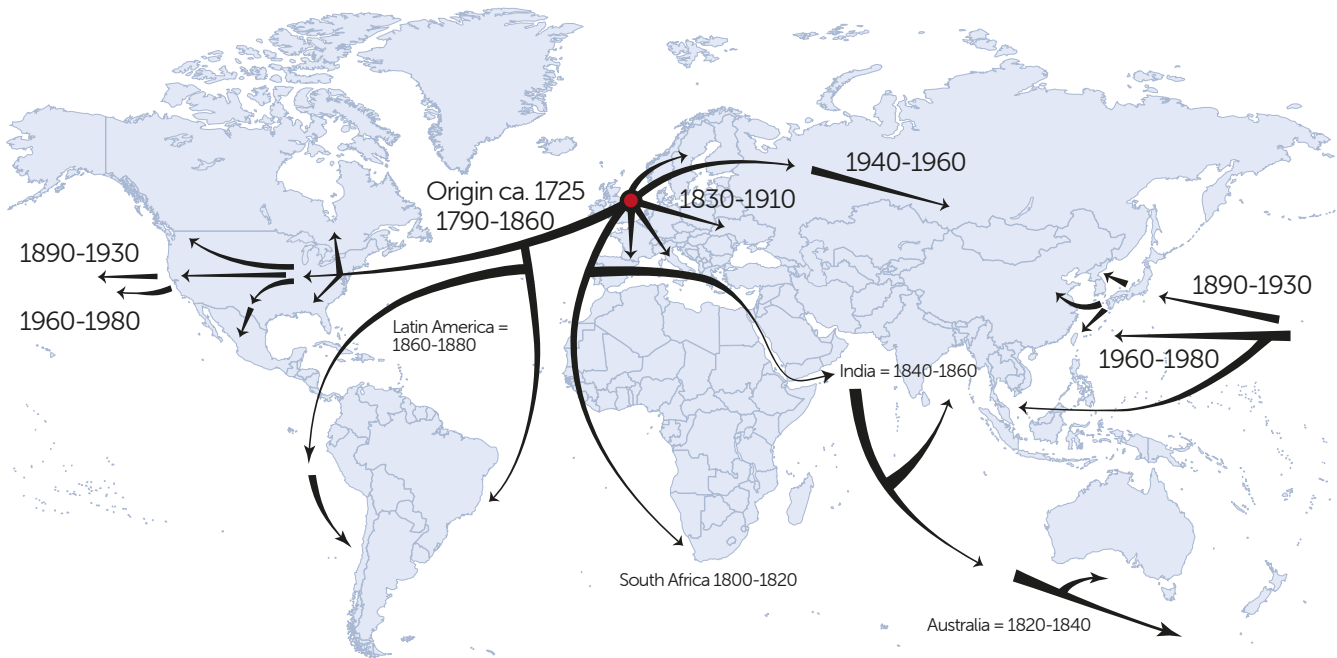 1940-1960
Origin ca. 1725
1790-1860
1830-1910
1890-1930
1960-1980
1890-1930
1960-1980
Latin America =
1860-1880
India = 1840-1860
South Africa 1800-1820
Australia = 1820-1840